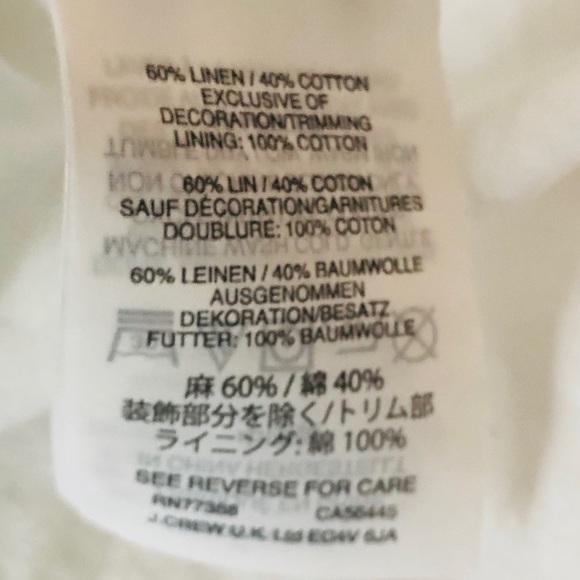 60% LINEN / 40% COTTON
EXCLUSIVE OF
DECORATION/TRIMMING
LINING: 100% COTTON
60% LIN / 40% COTON
SAUF DÉCORATION/GARNITURES
DOUBLURE: 100% COTON
60% LEINEN / 40% BAUMWOLLE
AUSGENOMMEN
DEKORATION/BESATZ
FUTTER: 100% BAUMWOLLE
麻 60% / 綿 40%
装飾部分を除く/トリム部
ライニング: 綿 100%
SEE REVERSE FOR CARE
RN77388 CA56445
J.CREW U.K. Ltd EC4V 6JA